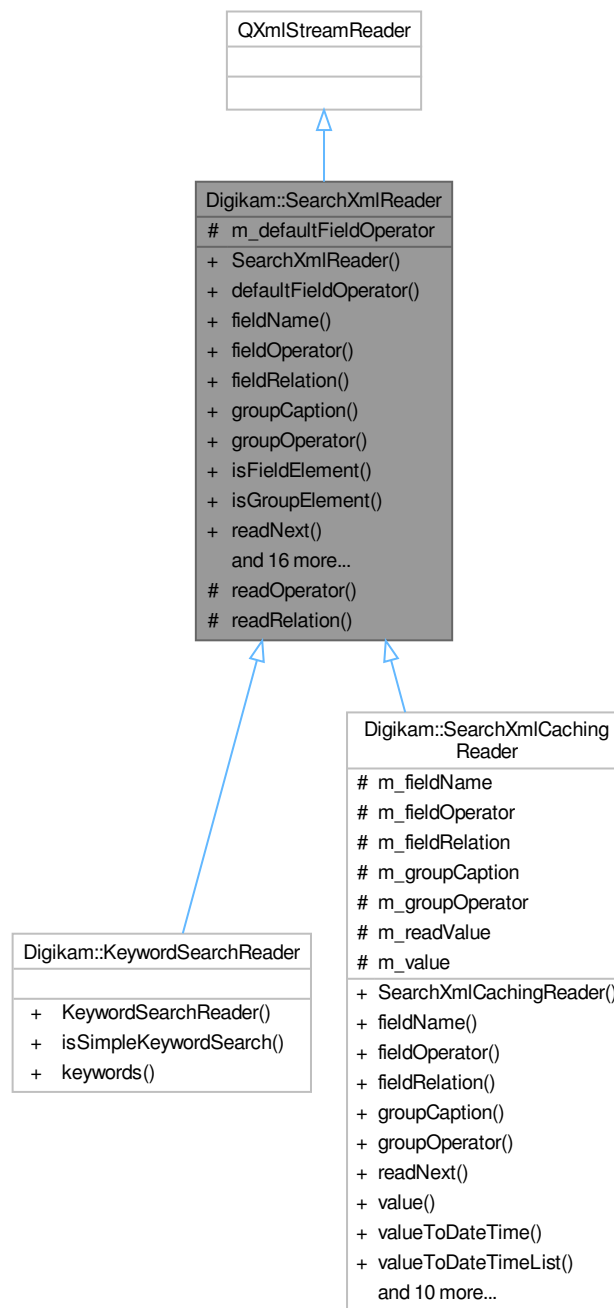 QXmlStreamReader
Digikam::SearchXmlReader
# m_defaultFieldOperator
+ SearchXmlReader()
+ defaultFieldOperator()
+ fieldName()
+ fieldOperator()
+ fieldRelation()
+ groupCaption()
+ groupOperator()
+ isFieldElement()
+ isGroupElement()
+ readNext()
and 16 more...
# readOperator()
# readRelation()
Digikam::KeywordSearchReader
+ KeywordSearchReader()
+ isSimpleKeywordSearch()
+ keywords()
Digikam::SearchXmlCaching
Reader
# m_fieldName
# m_fieldOperator
# m_fieldRelation
# m_groupCaption
# m_groupOperator
# m_readValue
# m_value
+ SearchXmlCachingReader()
+ fieldName()
+ fieldOperator()
+ fieldRelation()
+ groupCaption()
+ groupOperator()
+ readNext()
+ value()
+ valueToDateTime()
+ valueToDateTimeList()
and 10 more...